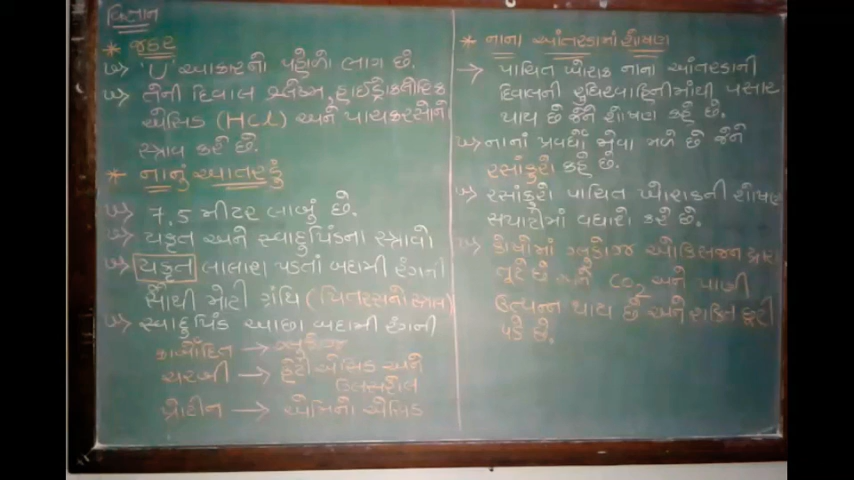 વિજ્ઞાન
* જઠર
→ 'U' આકારનો પહોળો ભાગ છે.
→ તેની દિવાલ શ્લેષ્મ, હાઈડ્રોક્લોરિક
એસિડ (HCl) અને પાચકરસોનો
સ્ત્રાવ કરે છે.
* નાનું આતરડું
→ 7.5 મીટર લાબું છે.
→ યકૃત અને સ્વાદુપિંડના સ્ત્રાવો
→ યકૃત લાલાશ પડતાં બદામી રંગની
સૌથી મોટી ગ્રંથિ (પિત્તરસનો સ્ત્રાવ)
→ સ્વાદુપિંડ આછા બદામી રંગની
કાર્બોદિત → ગ્લુકોઝ
ચરબી → ફેટી એસિડ અને
ગ્લિસરોલ
પ્રોટીન → એમિનો એસિડ
* નાના આંતરડાનાં શોષણ
→ પાચિત ખોરાક નાના આંતરડાની
દિવાલની રુધિરવાહિનીમાંથી પસાર
થાય છે જેને શોષણ કહે છે.
→ નાનાં પ્રવર્ધો જેવા મળે છે જેને
રસાંકુરો કહે છે.
→ રસાંકુરો પાચિત ખોરાકની શોષણ
સપાટીમાં વધારો કરે છે.
→ કોષોમાં ગ્લુકોઝ ઓક્સિજન દ્વારા
તૂટે છે અને CO₂ અને પાણી
ઉત્પન્ન થાય છે અને શક્તિ છુટી
પડે છે.